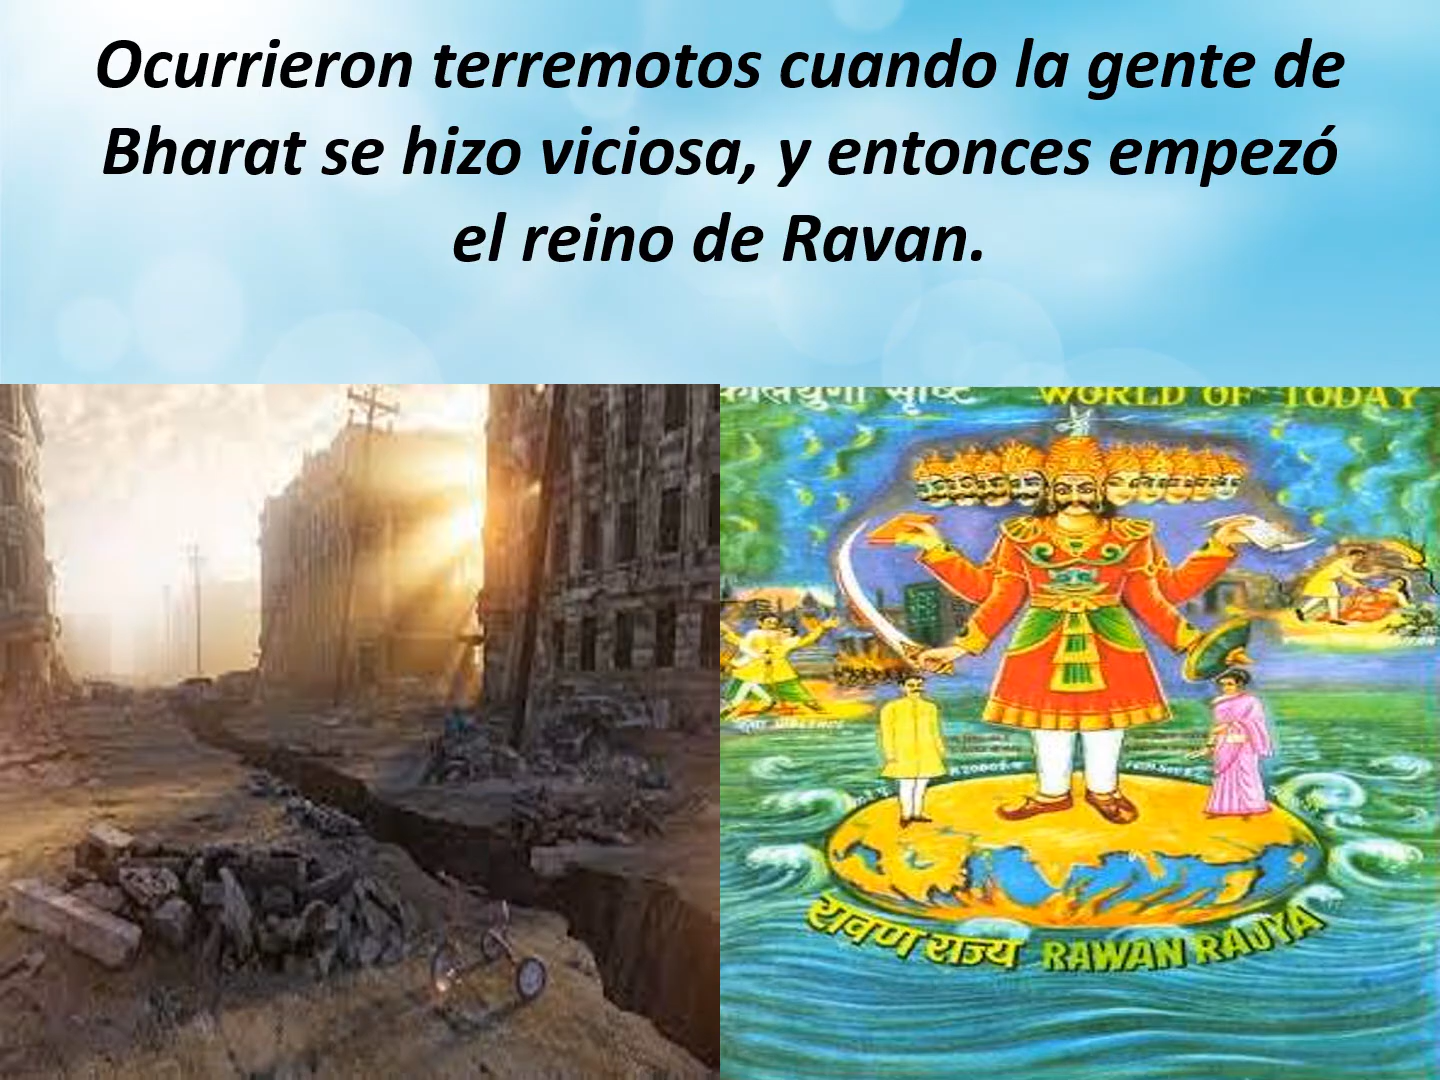 Ocurrieron terremotos cuando la gente de
Bharat se hizo viciosa, y entonces empezó
el reino de Ravan.
WORLD OF TODAY
रावण राज्य RAWAN RAJYA